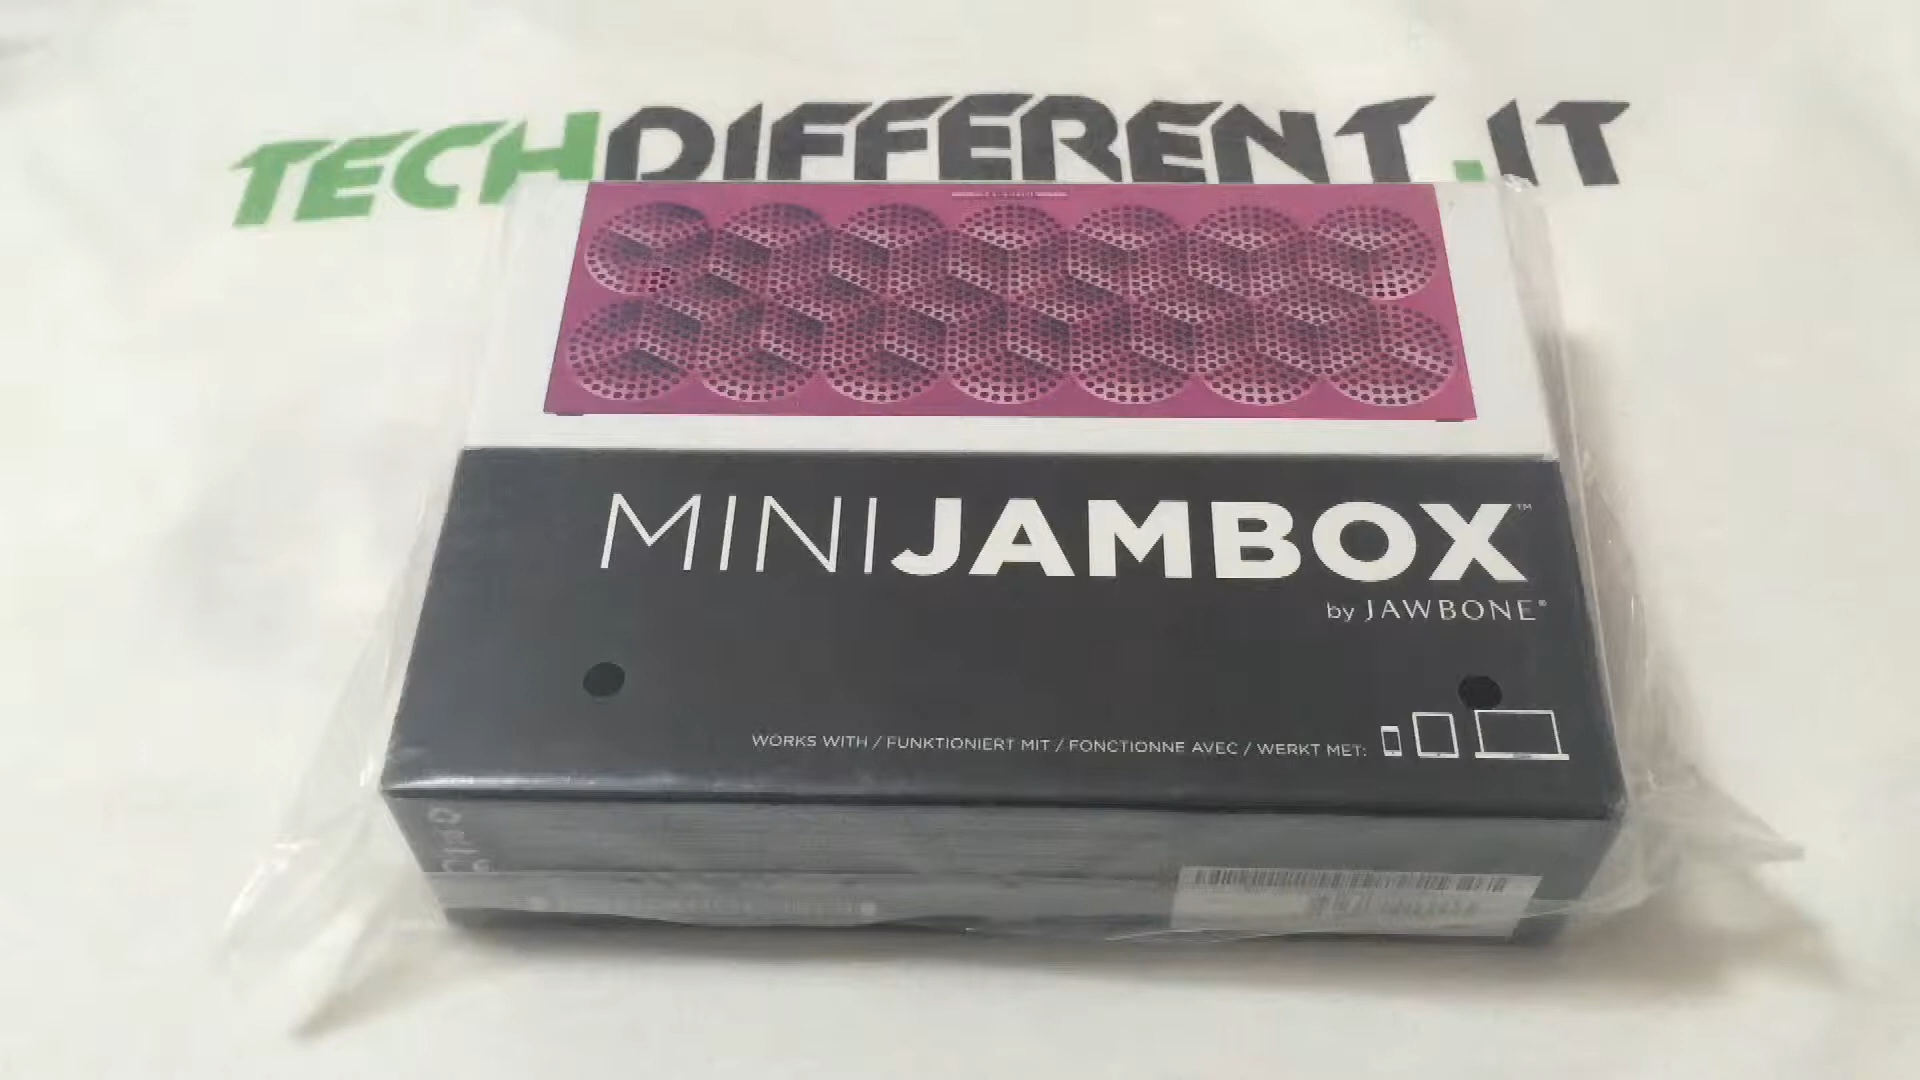 TECHDIFFERENT.IT
MINIJAMBOX™
by JAWBONE®
WORKS WITH / FUNKTIONIERT MIT / FONCTIONNE AVEC / WERKT MET: